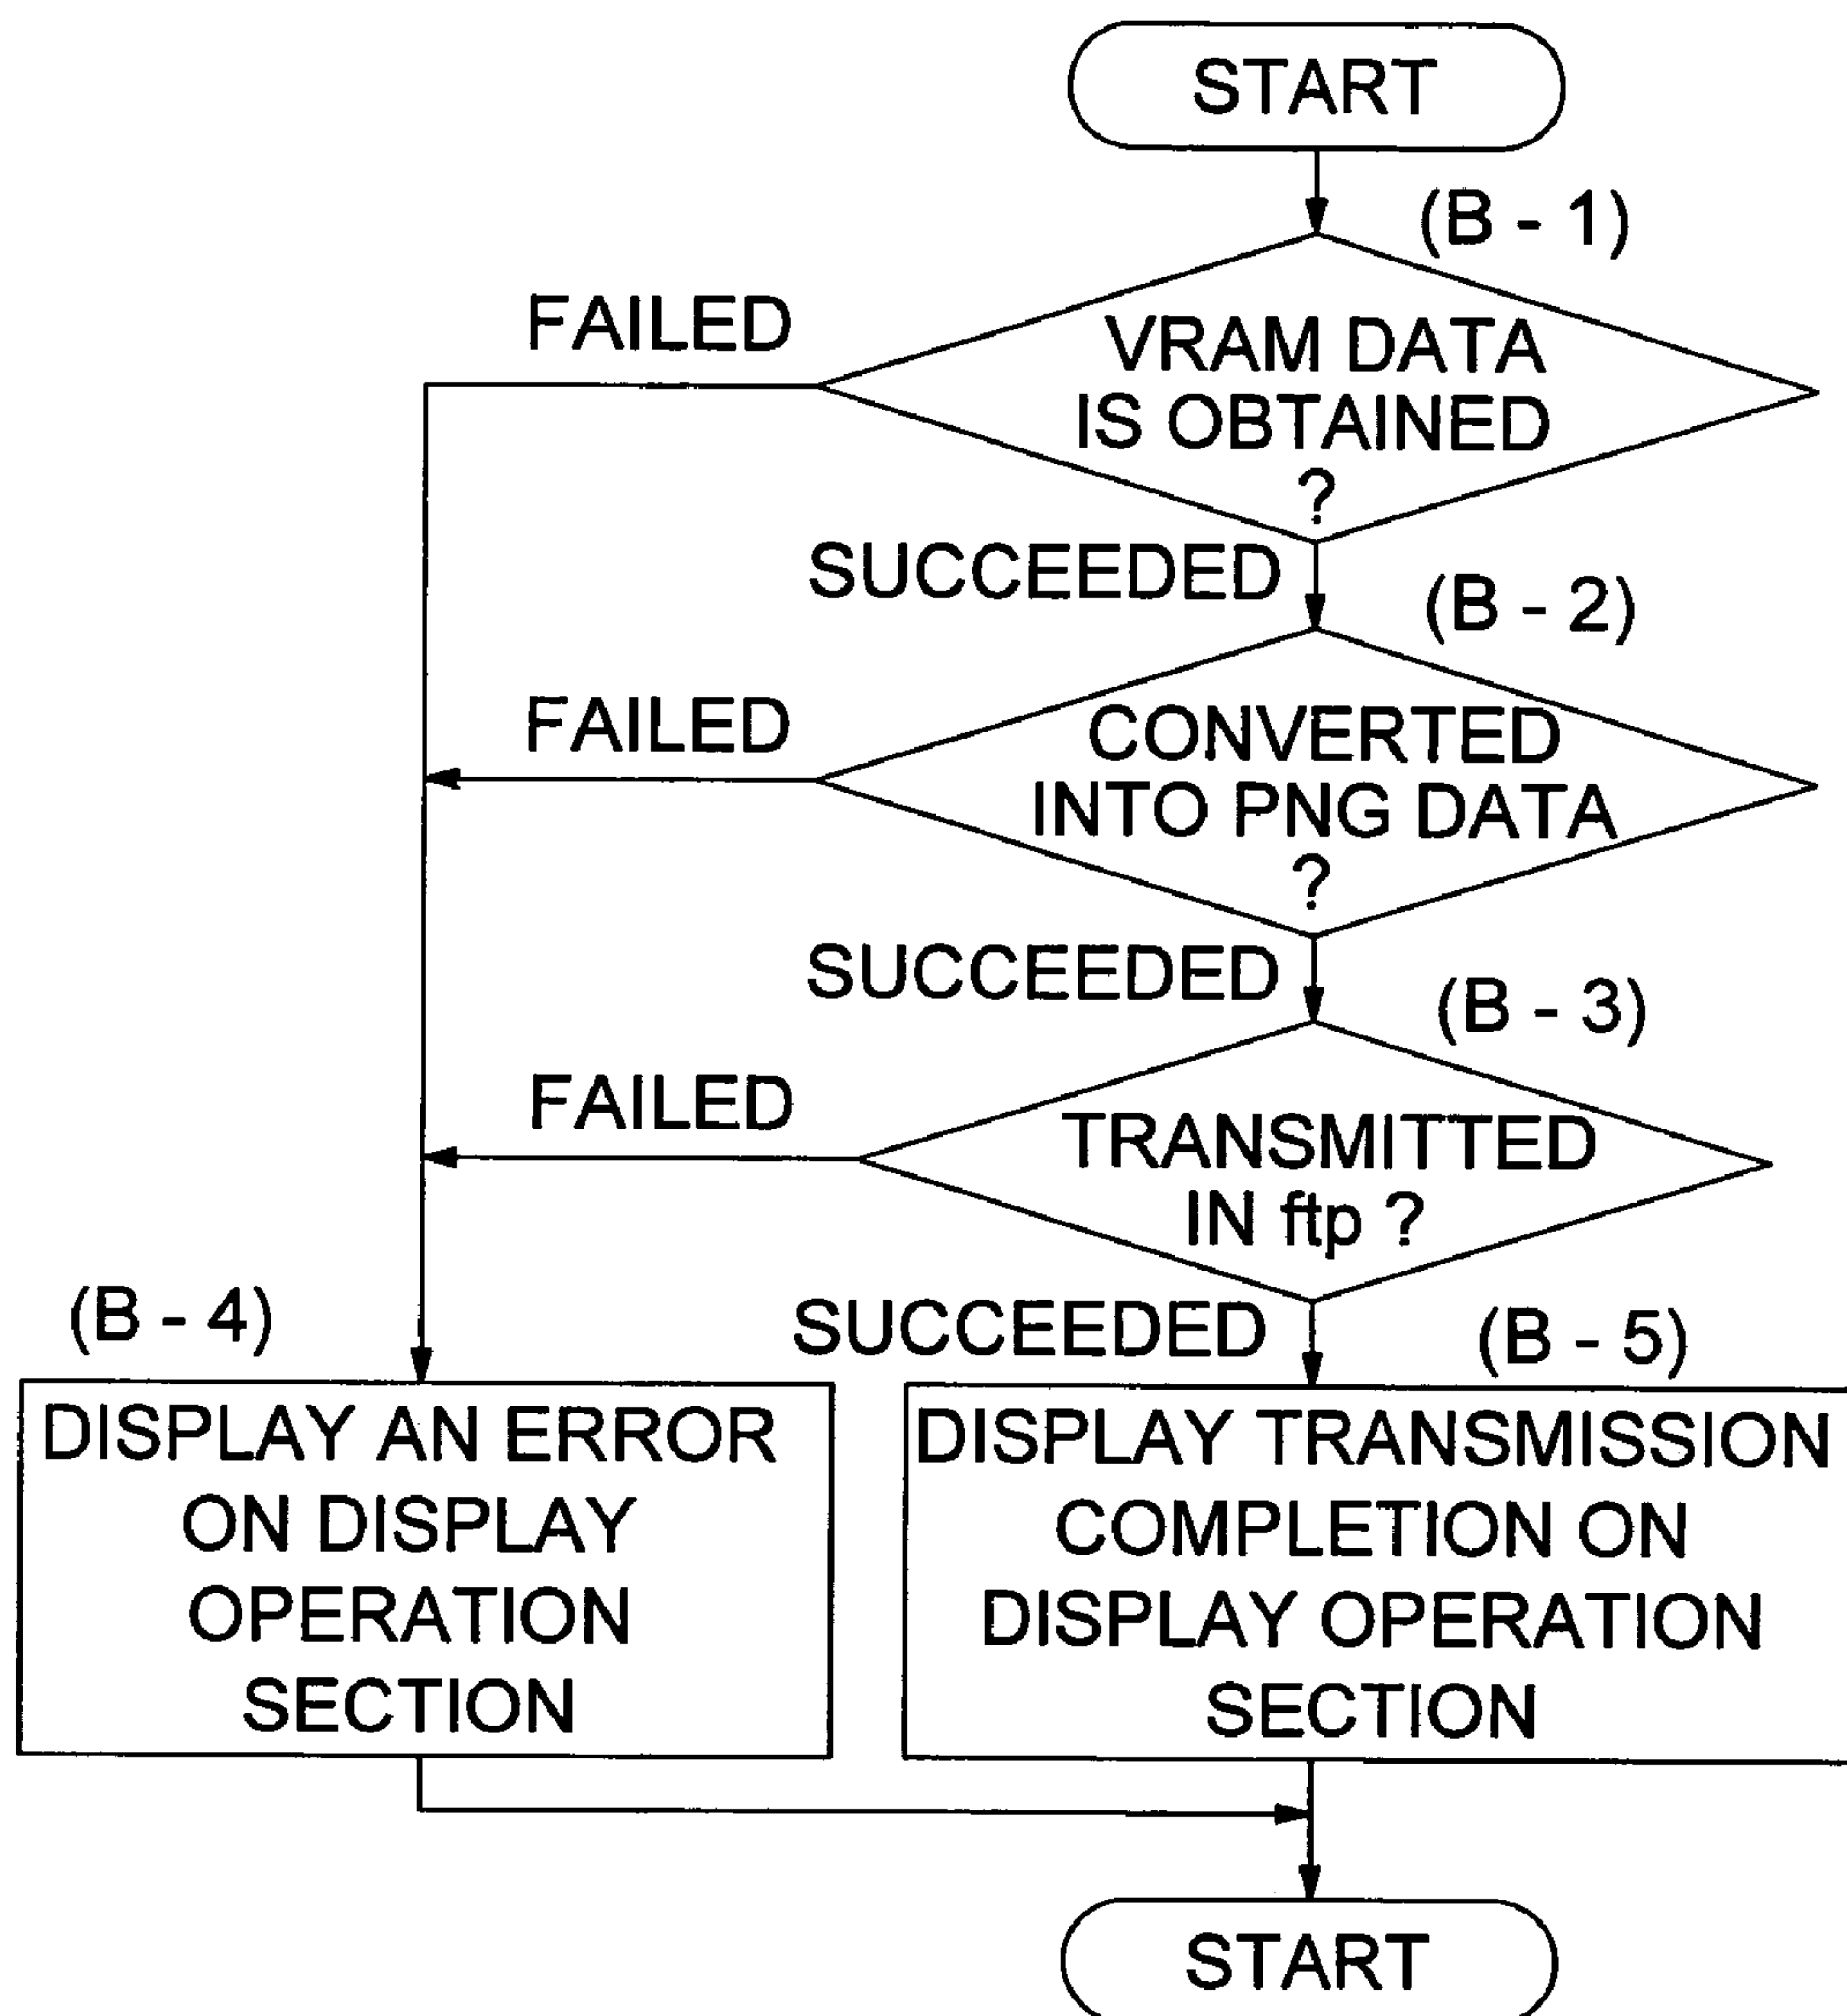 START
(B - 1)
FAILED
VRAM DATA
IS OBTAINED
?
SUCCEEDED
(B - 2)
FAILED
CONVERTED
INTO PNG DATA
?
SUCCEEDED
(B - 3)
FAILED
TRANSMITTED
IN ftp ?
(B - 4)
SUCCEEDED
(B - 5)
DISPLAY AN ERROR
ON DISPLAY
OPERATION
SECTION
DISPLAY TRANSMISSION
COMPLETION ON
DISPLAY OPERATION
SECTION
START